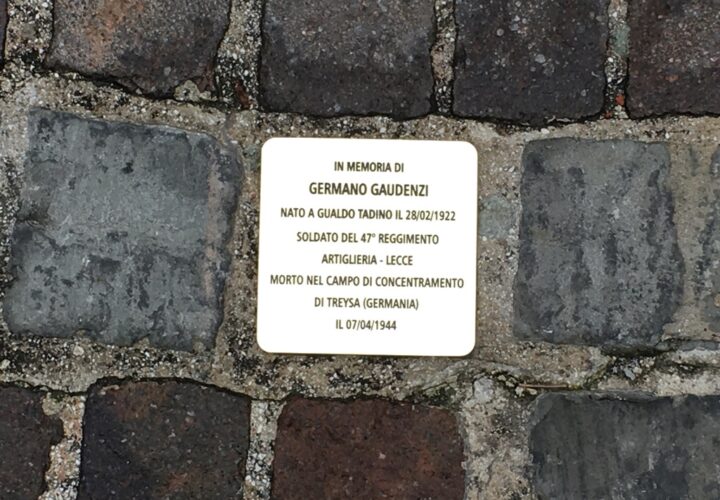 IN MEMORIA DI
GERMANO GAUDENZI
NATO A GUALDO TADINO IL 28/02/1922
SOLDATO DEL 47° REGGIMENTO
ARTIGLIERIA - LECCE
MORTO NEL CAMPO DI CONCENTRAMENTO
DI TREYSA (GERMANIA)
IL 07/04/1944